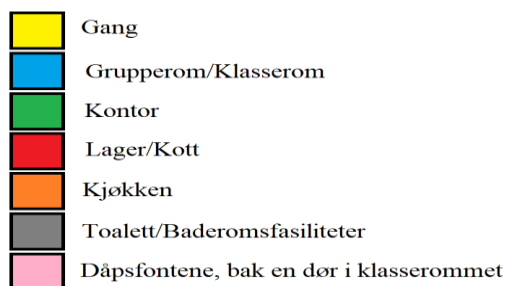 Gang
Grupperom/Klasserom
Kontor
Lager/Kott
Kjøkken
Toalett/Baderomsfasiliteter
Dåpsfontene, bak en dør i klasserommet